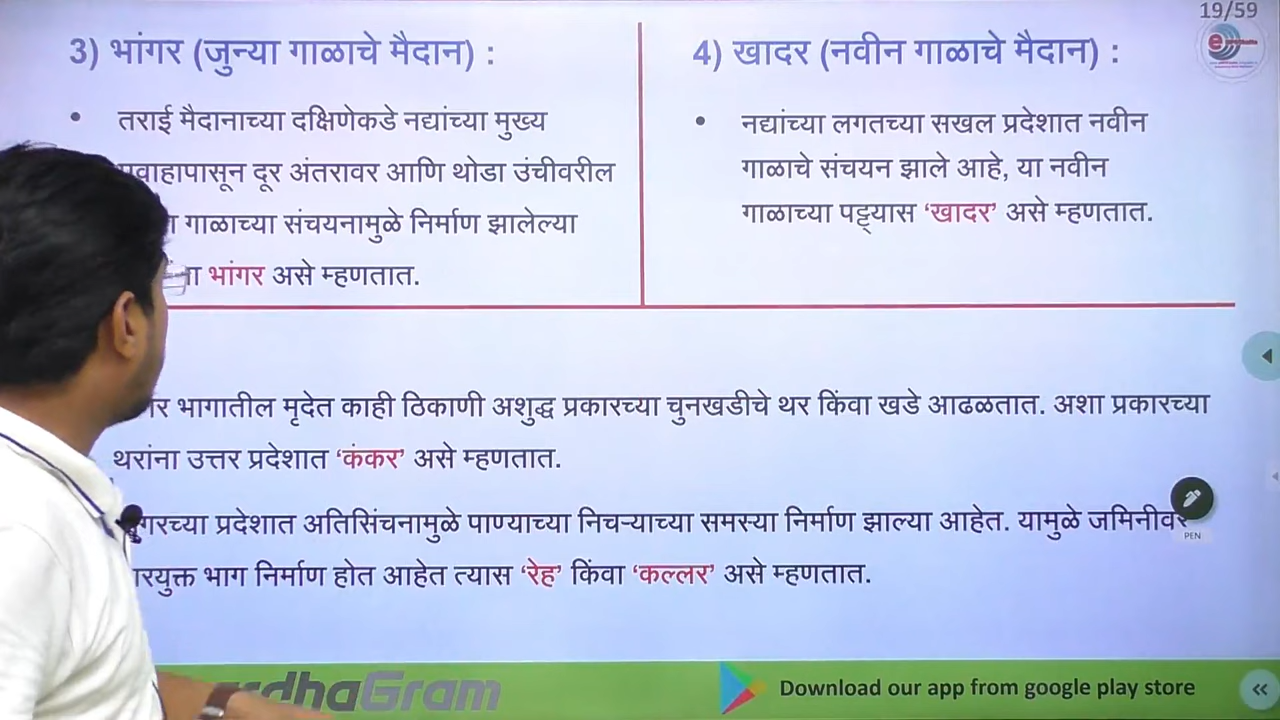 19/59
3) भांगर (जुन्या गाळाचे मैदान) :
• तराई मैदानाच्या दक्षिणेकडे नद्यांच्या मुख्य
दूर अंतरावर आणि थोडा उंचीवरील
गाळाच्या संचयनामुळे निर्माण झालेल्या
भांगर असे म्हणतात.
4) खादर (नवीन गाळाचे मैदान) :
• नद्यांच्या लगतच्या सखल प्रदेशात नवीन
गाळाचे संचयन झाले आहे, या नवीन
गाळाच्या पट्ट्यास ‘खादर’ असे म्हणतात.
भागातील मृदेत काही ठिकाणी अशुद्ध प्रकारच्या चुनखडीचे थर किंवा खडे आढळतात. अशा प्रकारच्या
थरांना उत्तर प्रदेशात ‘कंकर’ असे म्हणतात.
प्रदेशात अतिसिंचनामुळे पाण्याच्या निचऱ्याच्या समस्या निर्माण झाल्या आहेत. यामुळे जमिनीवर
भाग निर्माण होत आहेत त्यास ‘रेह’ किंवा ‘कल्लर’ असे म्हणतात.
PEN
Download our app from google play store